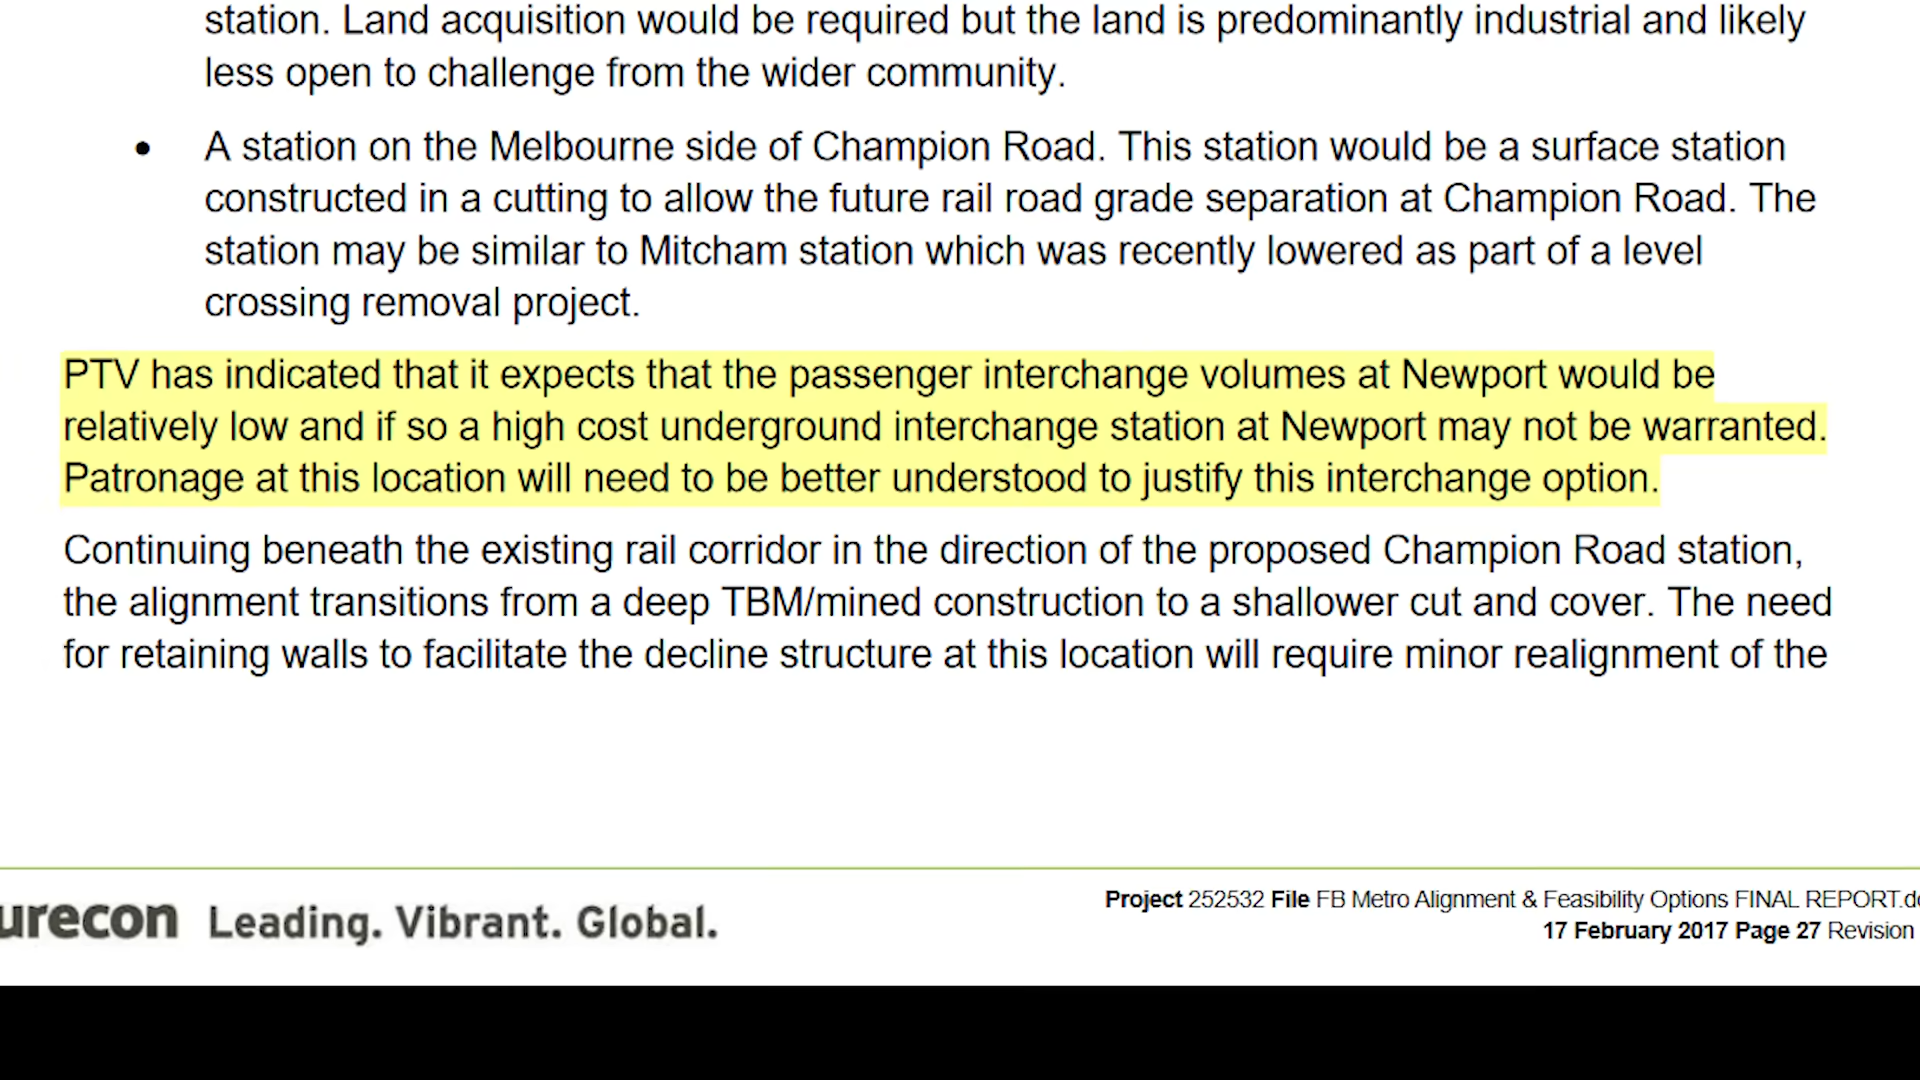 station. Land acquisition would be required but the land is predominantly industrial and likely
less open to challenge from the wider community.
• A station on the Melbourne side of Champion Road. This station would be a surface station
constructed in a cutting to allow the future rail road grade separation at Champion Road. The
station may be similar to Mitcham station which was recently lowered as part of a level
crossing removal project.
PTV has indicated that it expects that the passenger interchange volumes at Newport would be
relatively low and if so a high cost underground interchange station at Newport may not be warranted.
Patronage at this location will need to be better understood to justify this interchange option.
Continuing beneath the existing rail corridor in the direction of the proposed Champion Road station,
the alignment transitions from a deep TBM/mined construction to a shallower cut and cover. The need
for retaining walls to facilitate the decline structure at this location will require minor realignment of the
urecon Leading. Vibrant. Global.
Project 252532 File FB Metro Alignment & Feasibility Options FINAL REPORT.do
17 February 2017 Page 27 Revision